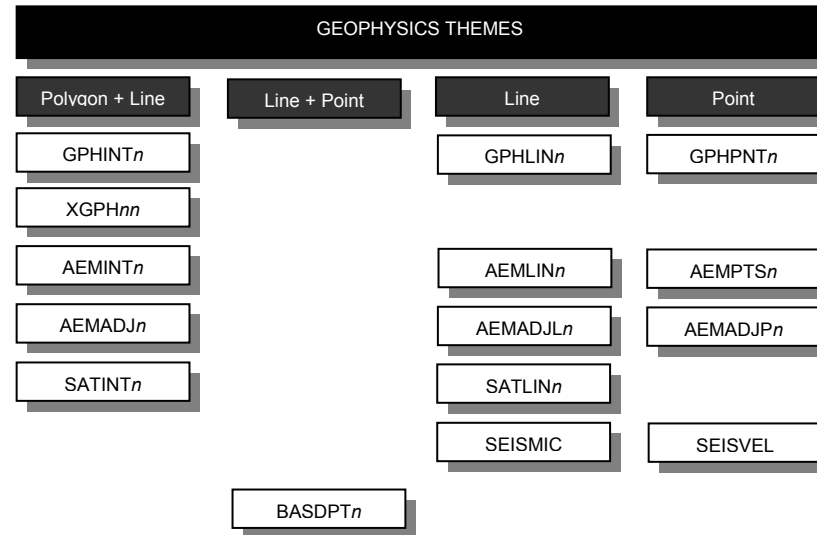 GEOPHYSICS THEMES
Polygon + Line
Line + Point
Line
Point
GPHINTn
GPHLINn
GPHPNTn
XGPHnn
AEMINTn
AEMLINn
AEMPTSn
AEMADJn
AEMADJLn
AEMADJPn
SATINTn
SATLINn
SEISMIC
SEISVEL
BASDPTn